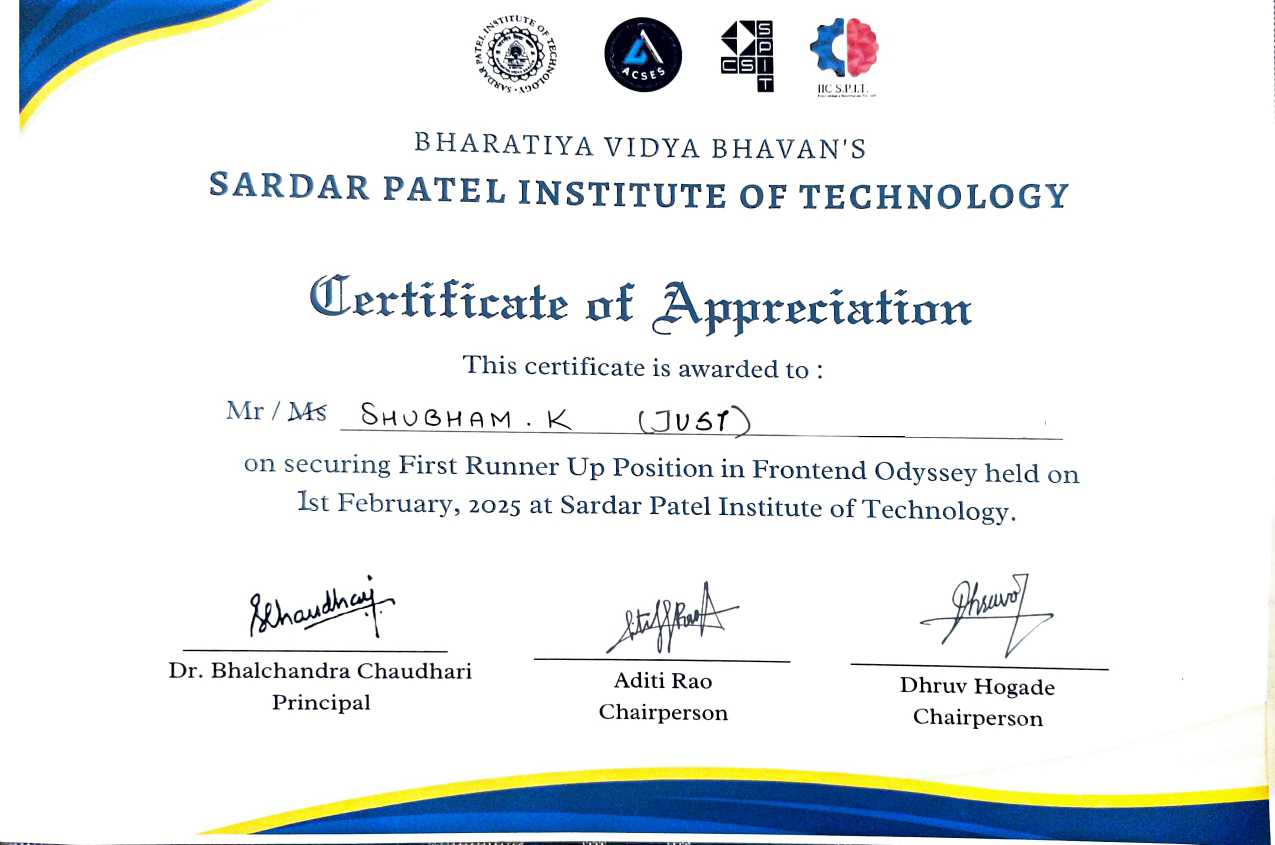 SARDAR PATEL INSTITUTE OF TECHNOLOGY
ACSES
SPIT
CSI
IIC S.P.I.T.
BHARATIYA VIDYA BHAVAN'S
SARDAR PATEL INSTITUTE OF TECHNOLOGY
Certificate of Appreciation
This certificate is awarded to :
Mr / Ms SHUBHAM . K (JUST)
on securing First Runner Up Position in Frontend Odyssey held on
1st February, 2025 at Sardar Patel Institute of Technology.
Dr. Bhalchandra Chaudhari
Principal
Aditi Rao
Chairperson
Dhruv Hogade
Chairperson